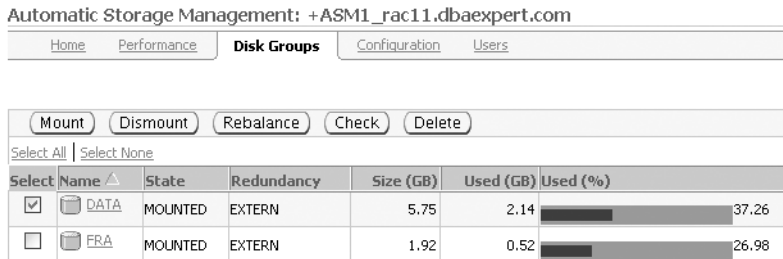 Automatic Storage Management: +ASM1_rac11.dbaexpert.com
Home Performance Disk Groups Configuration Users
Mount Dismount Rebalance Check Delete
Select All | Select None
Select Name State Redundancy Size (GB) Used (GB) Used (%)
DATA MOUNTED EXTERN 5.75 2.14 37.26
FRA MOUNTED EXTERN 1.92 0.52 26.98